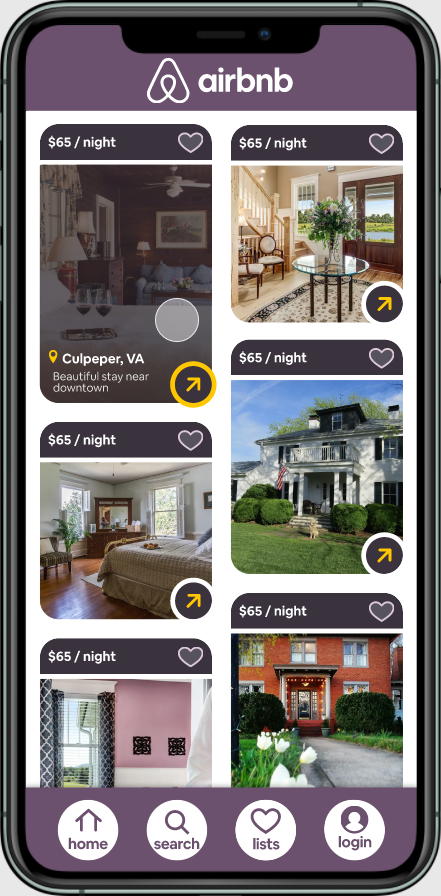 airbnb
$65 / night
$65 / night
Culpeper, VA
Beautiful stay near
downtown
$65 / night
$65 / night
$65 / night
$65 / night
home
search
lists
login